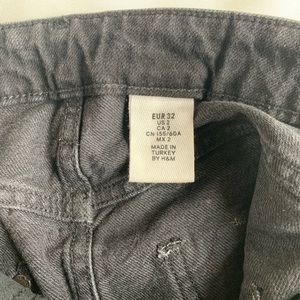 EUR 32
US 2
CA 2
CN 155/60A
MX 2
MADE IN
TURKEY
BY H&M